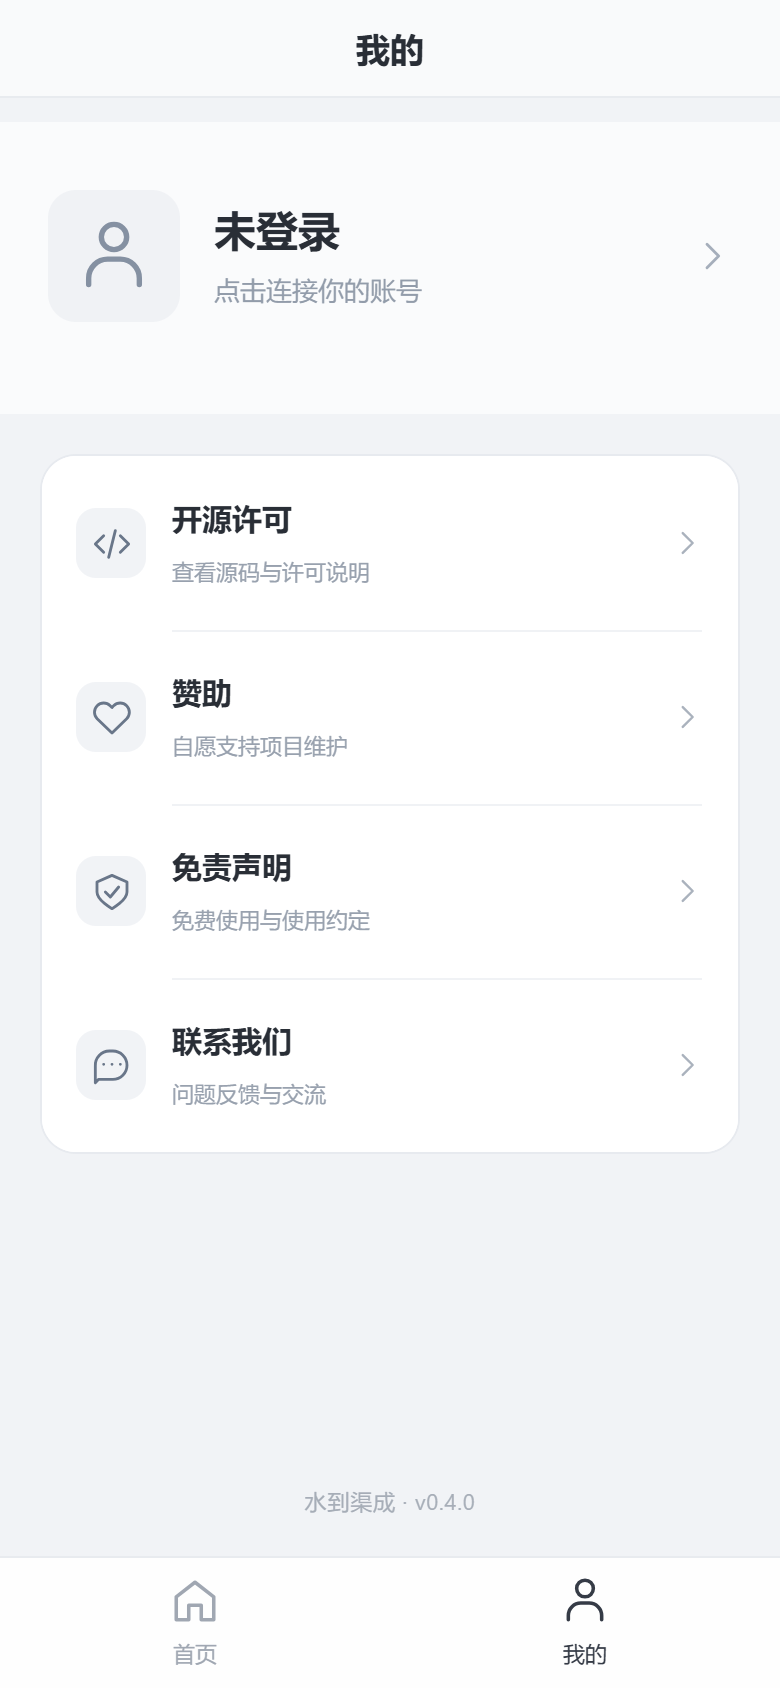 我的
未登录
点击连接你的账号
开源许可
查看源码与许可说明
赞助
自愿支持项目维护
免责声明
免费使用与使用约定
联系我们
问题反馈与交流
水到渠成 · v0.4.0
首页
我的